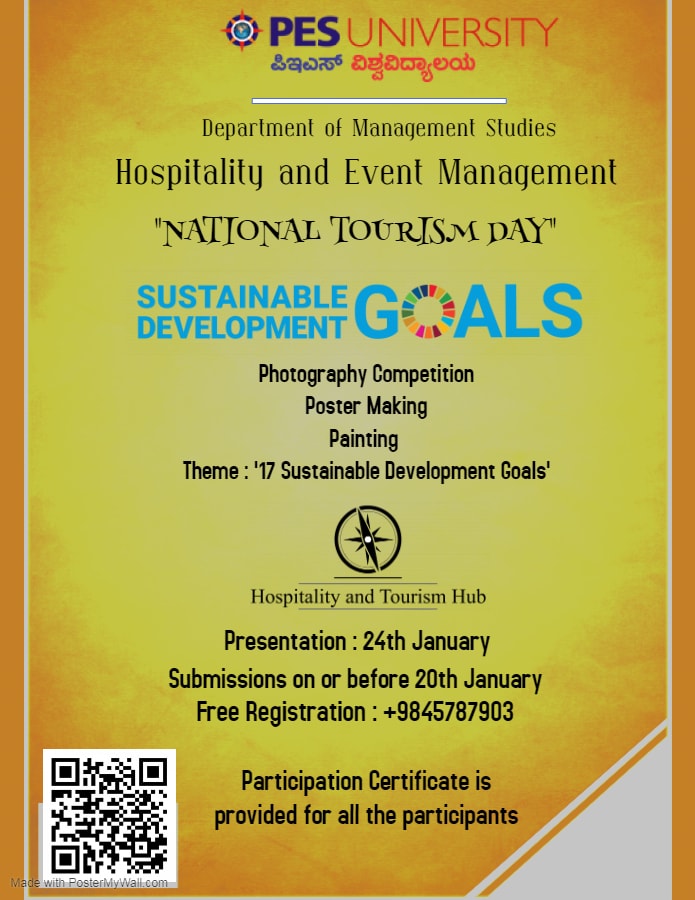 PES UNIVERSITY
ಪಿಇಎಸ್ ವಿಶ್ವವಿದ್ಯಾಲಯ
Department of Management Studies
Hospitality and Event Management
"NATIONAL TOURISM DAY"
SUSTAINABLE
DEVELOPMENT GOALS
Photography Competition
Poster Making
Painting
Theme : '17 Sustainable Development Goals'
Hospitality and Tourism Hub
Presentation : 24th January
Submissions on or before 20th January
Free Registration : +9845787903
Participation Certificate is
provided for all the participants
Made with PosterMyWall.com